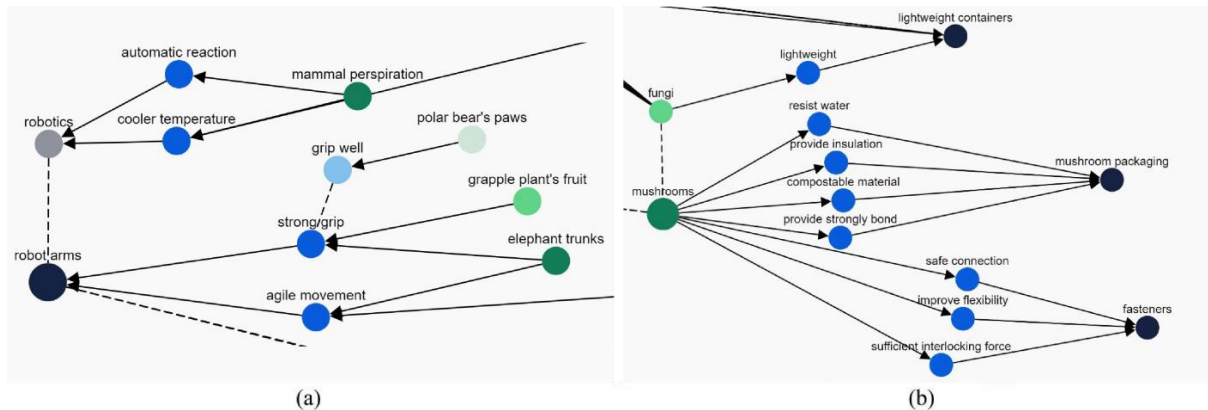 automatic reaction
mammal perspiration
robotics
cooler temperature
polar bear's paws
grip well
grapple plant's fruit
strong grip
elephant trunks
robot arms
agile movement
(a)
lightweight containers
lightweight
fungi
resist water
provide insulation
mushroom packaging
compostable material
mushrooms
provide strongly bond
safe connection
improve flexibility
fasteners
sufficient interlocking force
(b)